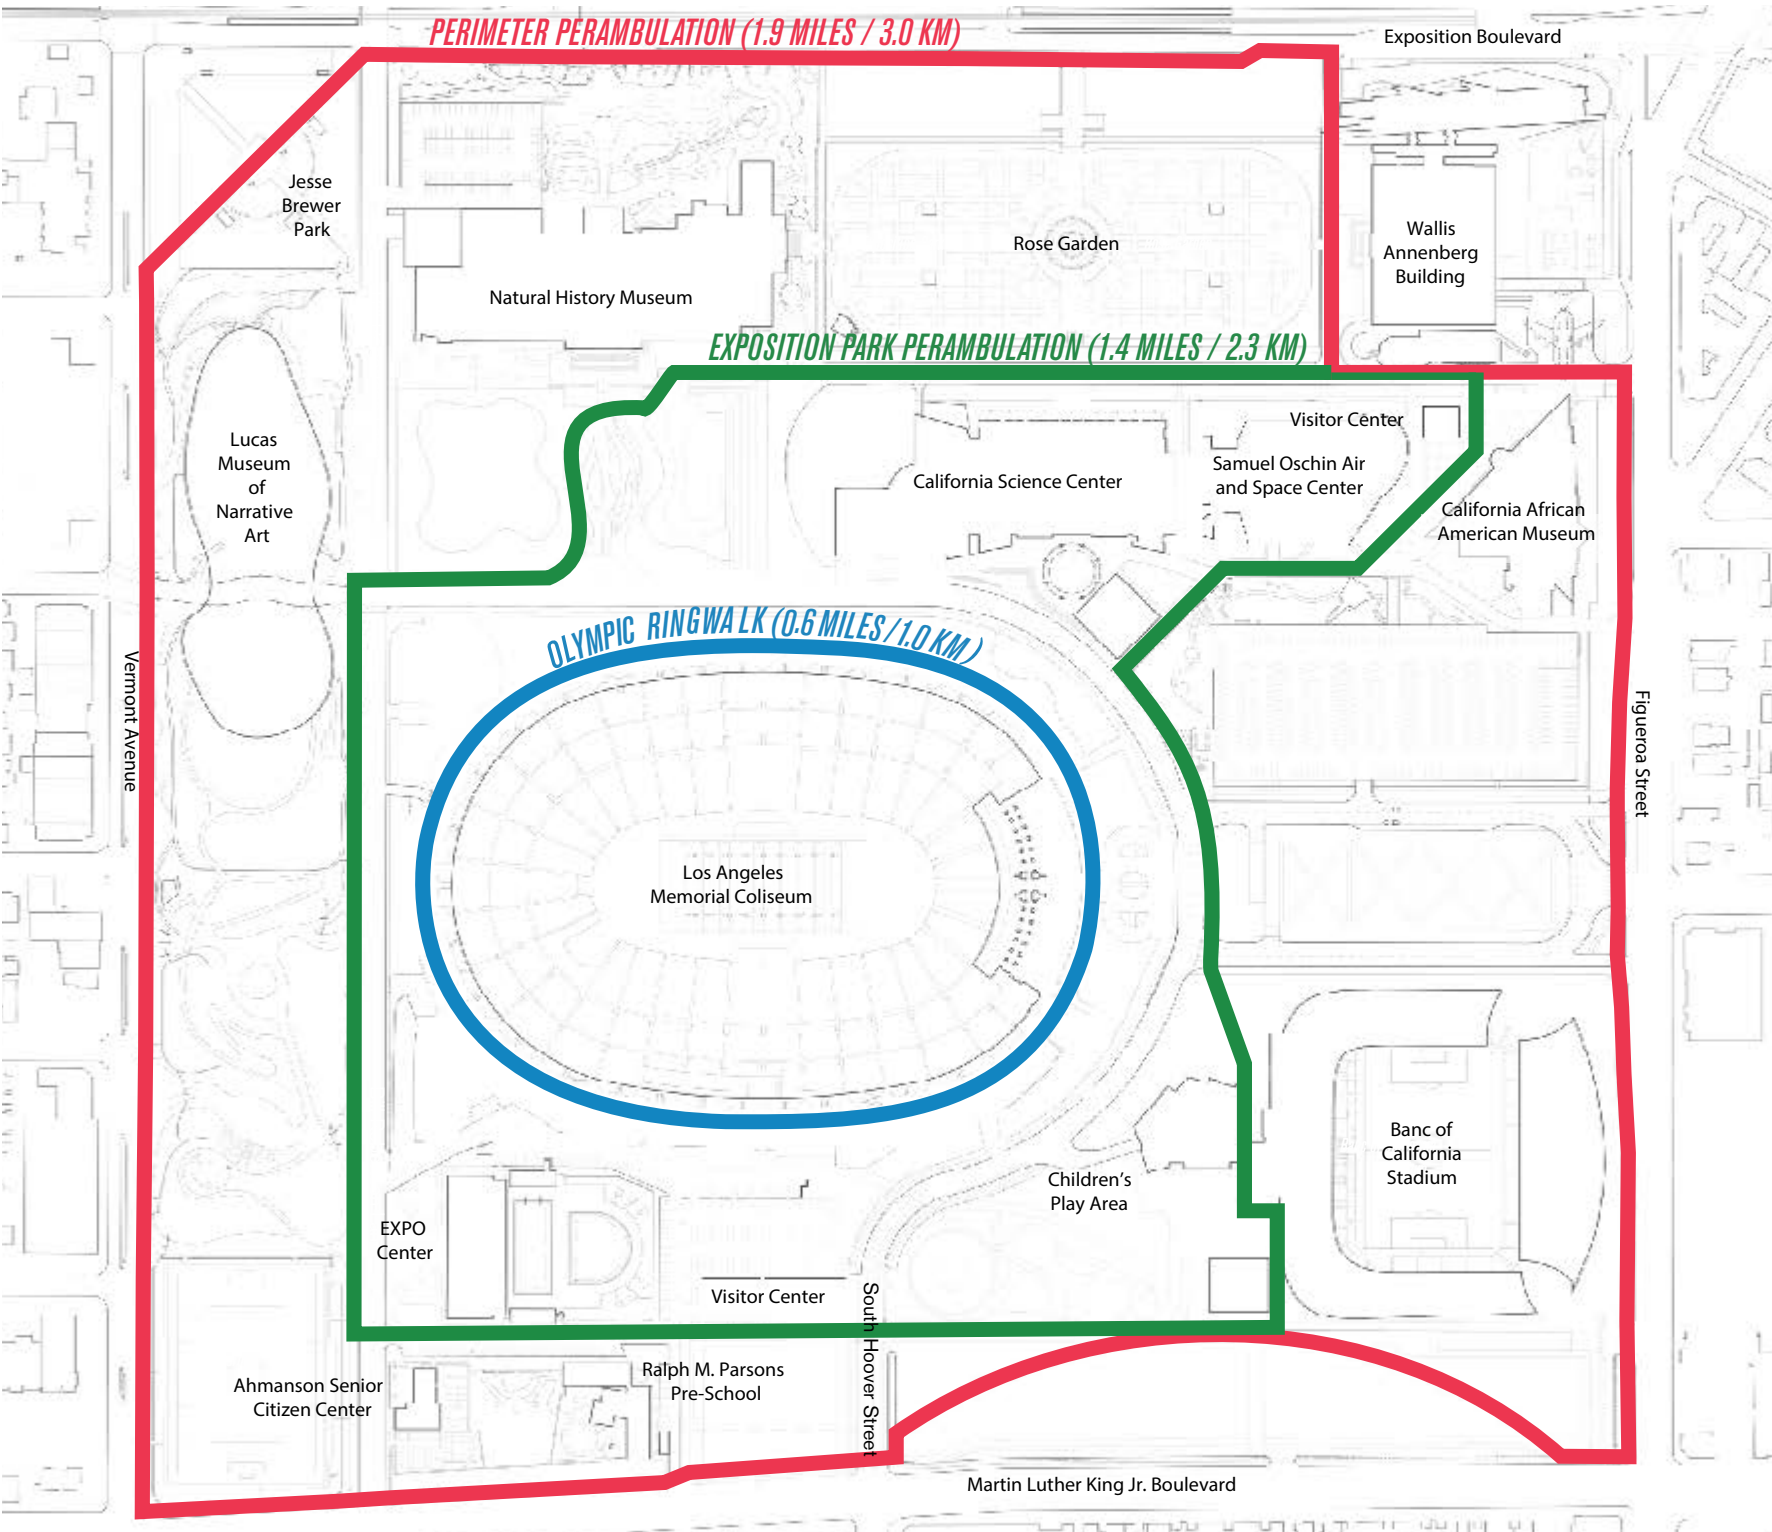 PERIMETER PERAMBULATION (1.9 MILES / 3.0 KM)
Exposition Boulevard
Jesse
Brewer
Park
Wallis
Annenberg
Building
Rose Garden
Natural History Museum
EXPOSITION PARK PERAMBULATION (1.4 MILES / 2.3 KM)
Visitor Center
Lucas
Museum
of
Narrative
Art
California Science Center
Samuel Oschin Air
and Space Center
California African
American Museum
OLYMPIC RINGWALK (0.6 MILES/1.0 KM)
Vermont Avenue
Figueroa Street
Los Angeles
Memorial Coliseum
Banc of
California
Stadium
Children's
Play Area
EXPO
Center
Visitor Center
South Hoover Street
Ralph M. Parsons
Pre-School
Ahmanson Senior
Citizen Center
Martin Luther King Jr. Boulevard